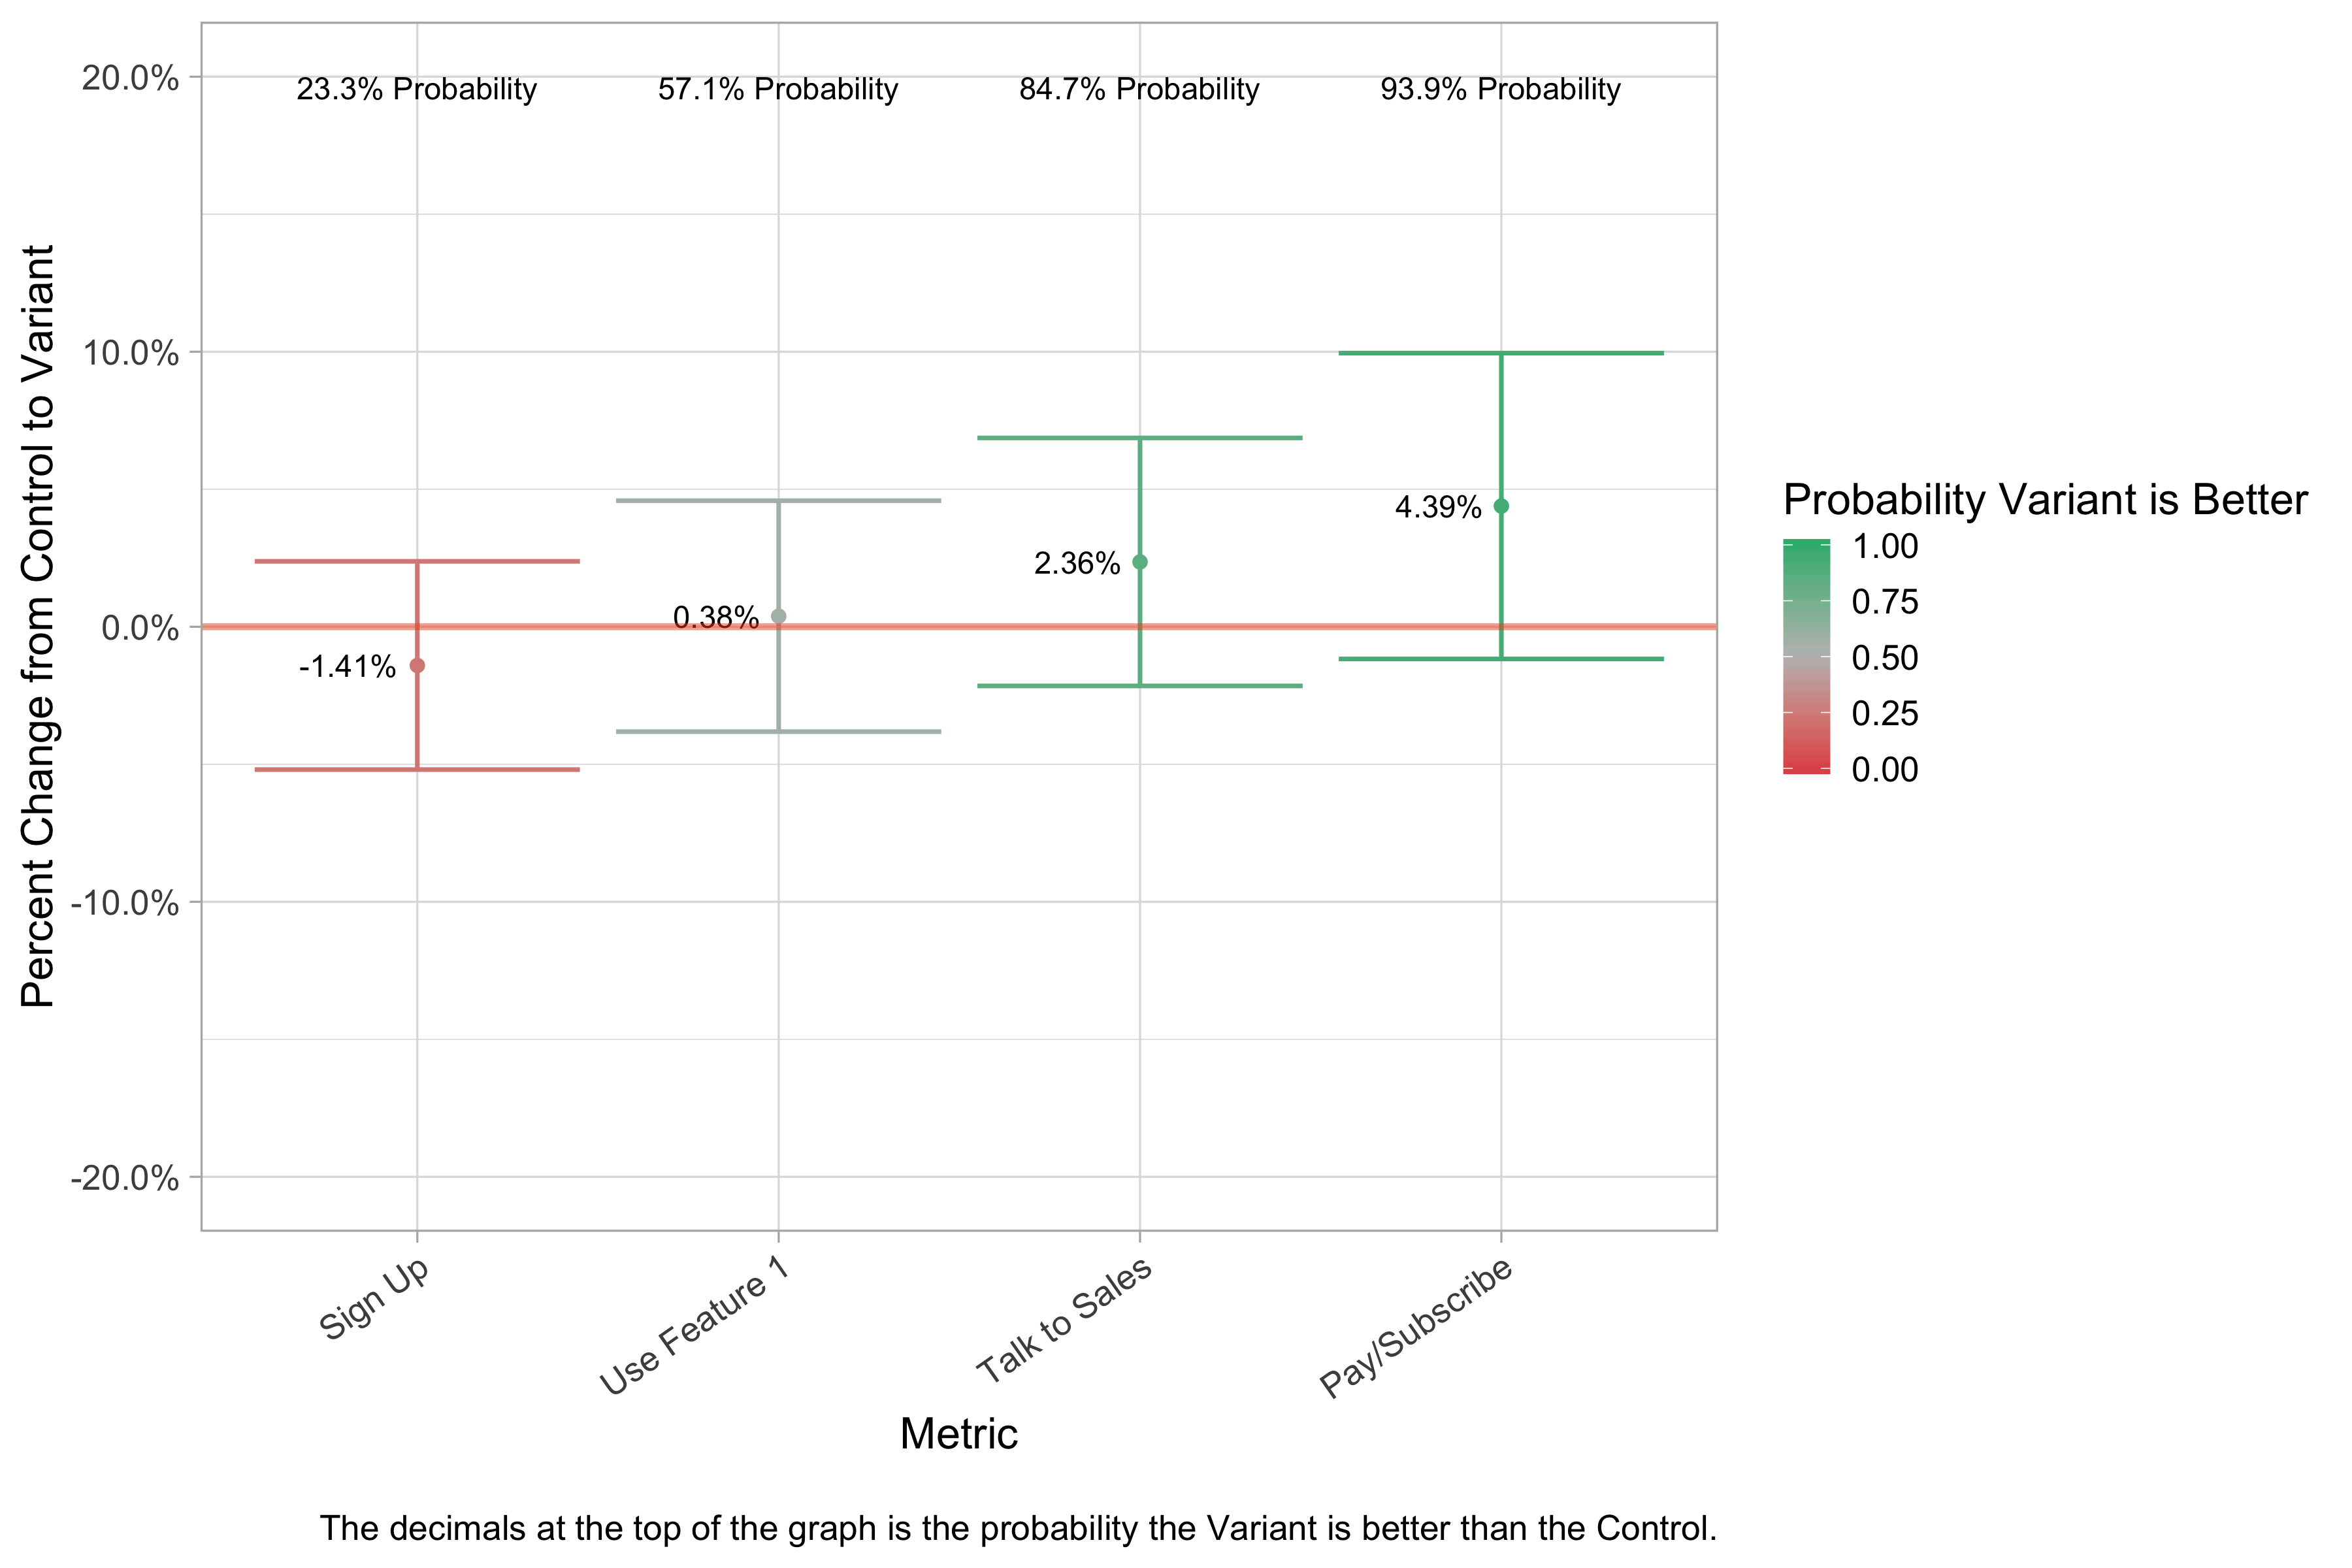 Percent Change from Control to Variant
20.0%
10.0%
0.0%
-10.0%
-20.0%
23.3% Probability
57.1% Probability
84.7% Probability
93.9% Probability
-1.41%
0.38%
2.36%
4.39%
Sign Up
Use Feature 1
Talk to Sales
Pay/Subscribe
Metric
Probability Variant is Better
1.00
0.75
0.50
0.25
0.00
The decimals at the top of the graph is the probability the Variant is better than the Control.